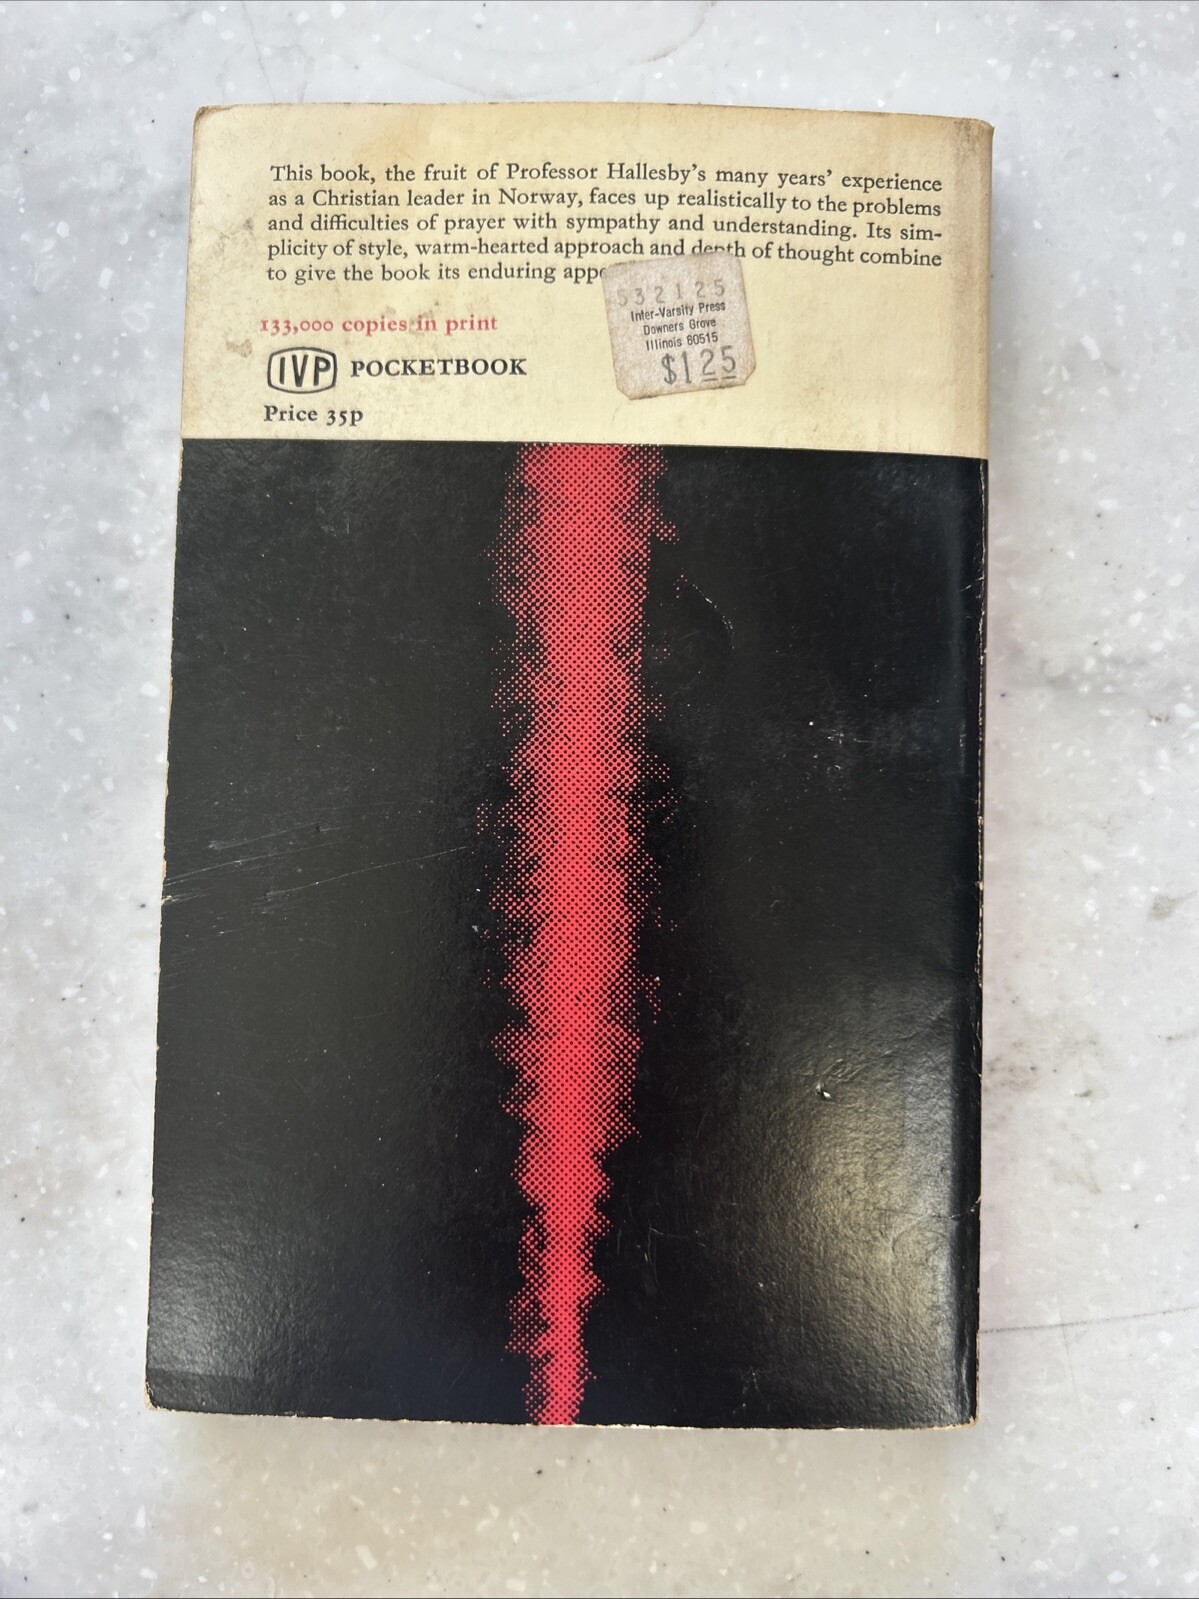 This book, the fruit of Professor Hallesby's many years' experience
as a Christian leader in Norway, faces up realistically to the problems
and difficulties of prayer with sympathy and understanding. Its sim-
plicity of style, warm-hearted approach and depth of thought combine
to give the book its enduring appe
133,000 copies in print
IVP POCKETBOOK
Price 35p
532125
Inter-Varsity Press
Downers Grove
Illinois 60515
$1.25